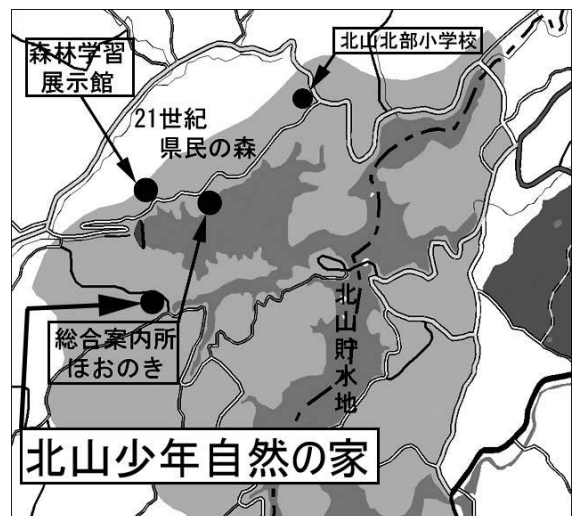 北山北部小学校
森林学習
展示館
21世紀
県民の森
北山貯水地
総合案内所
ほおのき
北山少年自然の家